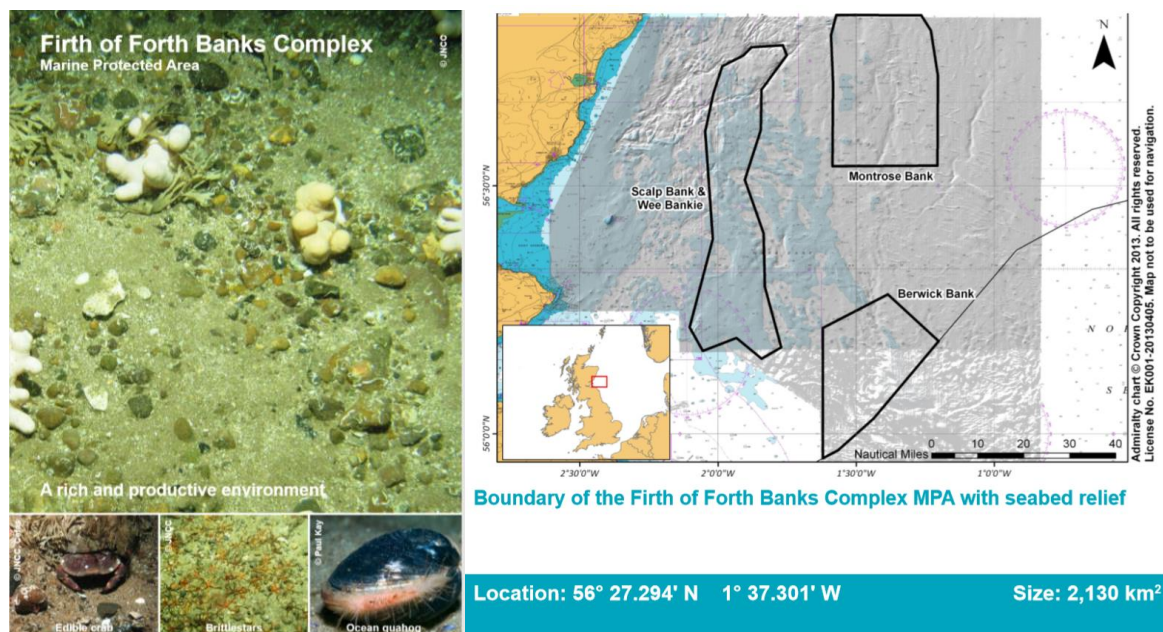 Firth of Forth Banks Complex
Marine Protected Area
© JNCC
A rich and productive environment
© JNCC
Edible crab
JNCC
Brittlestars
© Paul Kay
Ocean quahog
N
56°30'0"N
56°0'0"N
Scalp Bank &
Wee Bankie
Montrose Bank
Berwick Bank
Nautical Miles
0 10 20 30 40
2°30'0"W 2°0'0"W 1°30'0"W 1°0'0"W
Admiralty chart © Crown Copyright 2013. All rights reserved.
License No. EK001-20130405. Map not to be used for navigation.
Boundary of the Firth of Forth Banks Complex MPA with seabed relief
Location: 56° 27.294' N 1° 37.301' W
Size: 2,130 km²